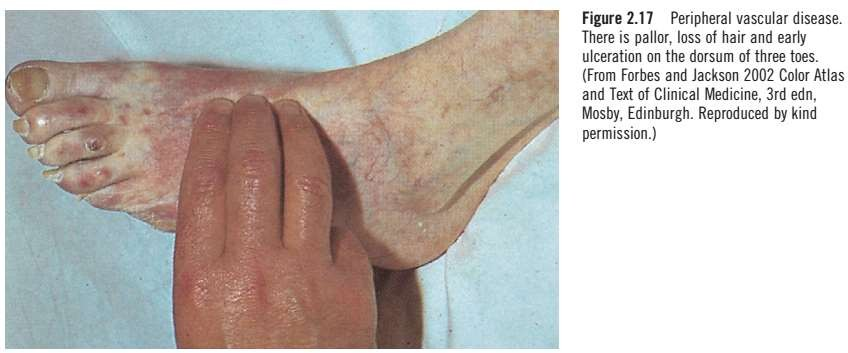 Figure 2.17 Peripheral vascular disease.
There is pallor, loss of hair and early
ulceration on the dorsum of three toes.
(From Forbes and Jackson 2002 Color Atlas
and Text of Clinical Medicine, 3rd edn,
Mosby, Edinburgh. Reproduced by kind
permission.)